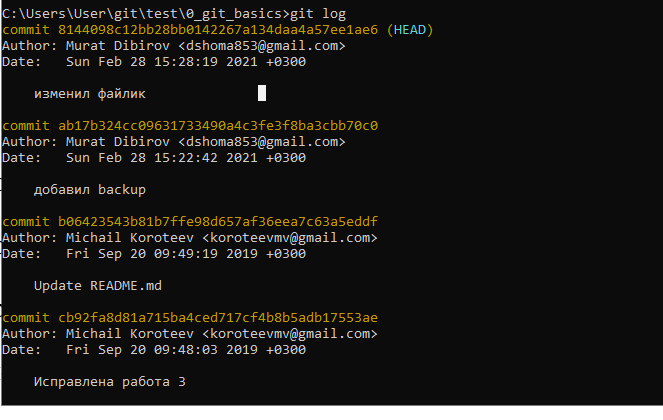 C:\Users\User\git\test\0_git_basics>git log
commit 8144098c12bb28bb0142267a134daa4a57ee1ae6 (HEAD)
Author: Murat Dibirov <dshoma853@gmail.com>
Date:   Sun Feb 28 15:28:19 2021 +0300
изменил файлик
commit ab17b324cc09631733490a4c3fe3f8ba3cbb70c0
Author: Murat Dibirov <dshoma853@gmail.com>
Date:   Sun Feb 28 15:22:42 2021 +0300
добавил backup
commit b06423543b81b7ffe98d657af36eea7c63a5eddf
Author: Michail Koroteev <koroteevmv@gmail.com>
Date:   Fri Sep 20 09:49:19 2019 +0300
Update README.md
commit cb92fa8d81a715ba4ced717cf4b8b5adb17553ae
Author: Michail Koroteev <koroteevmv@gmail.com>
Date:   Fri Sep 20 09:48:03 2019 +0300
Исправлена работа 3